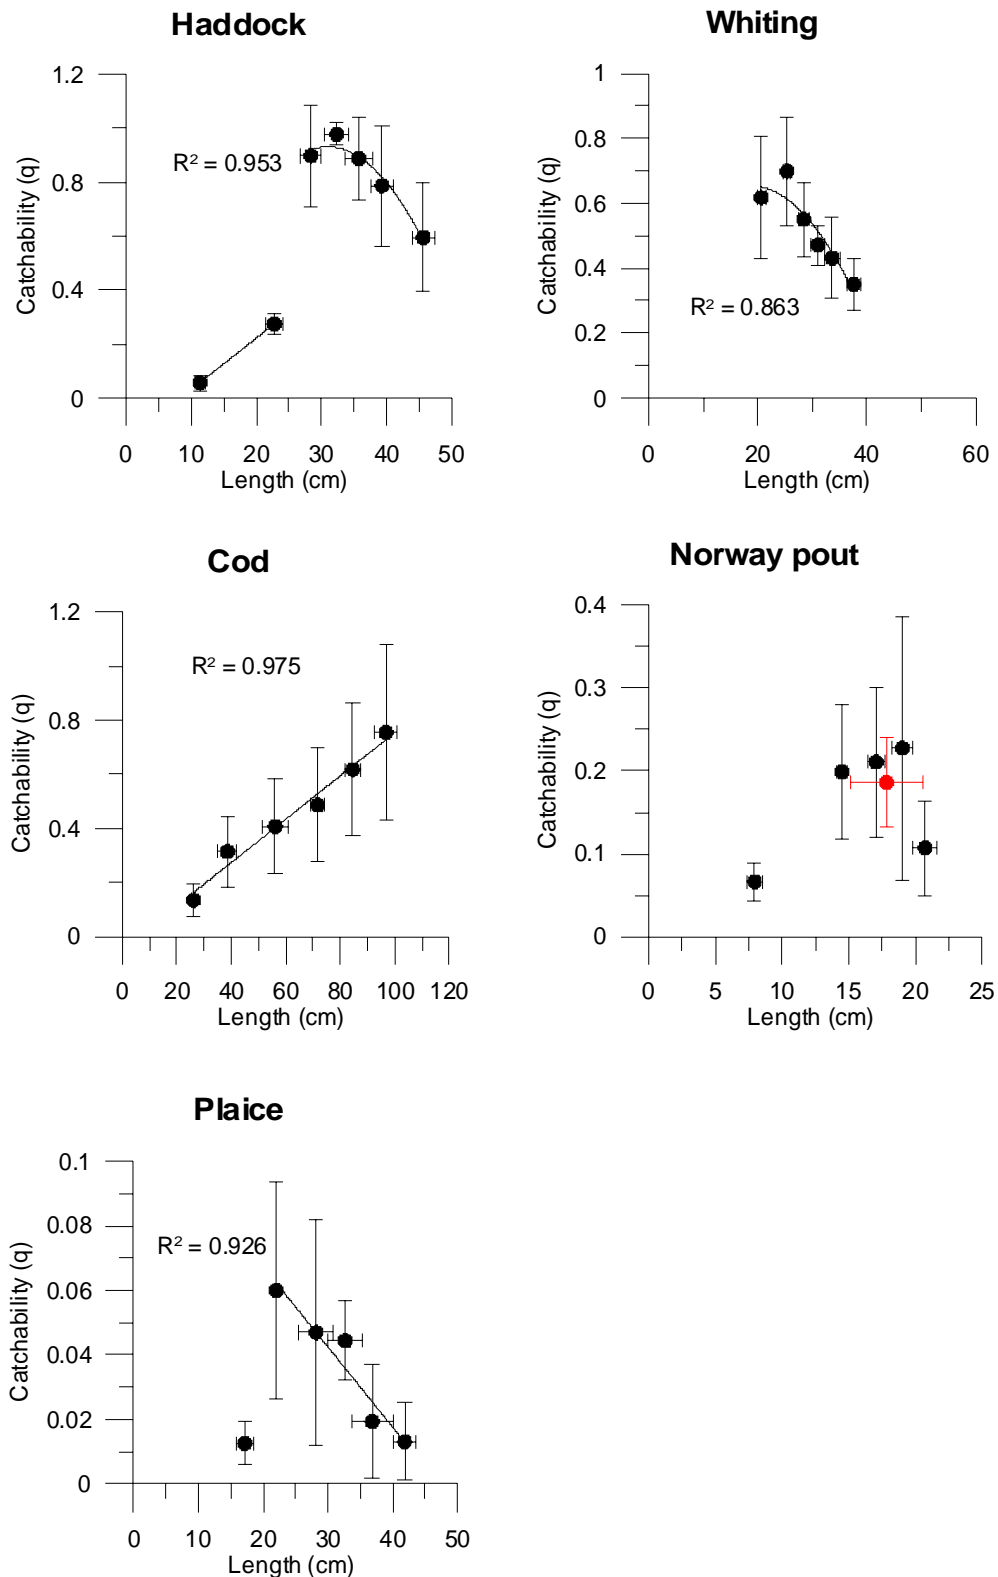 Haddock
1.2
0.8
0.4
0
Catchability (q)
R² = 0.953
0 10 20 30 40 50
Length (cm)
Whiting
1
0.8
0.6
0.4
0.2
0
Catchability (q)
R² = 0.863
0 20 40 60
Length (cm)
Cod
1.2
0.8
0.4
0
Catchability (q)
R² = 0.975
0 20 40 60 80 100 120
Length (cm)
Norway pout
0.4
0.3
0.2
0.1
0
Catchability (q)
0 5 10 15 20 25
Length (cm)
Plaice
0.1
0.08
0.06
0.04
0.02
0
Catchability (q)
R² = 0.926
0 10 20 30 40 50
Length (cm)